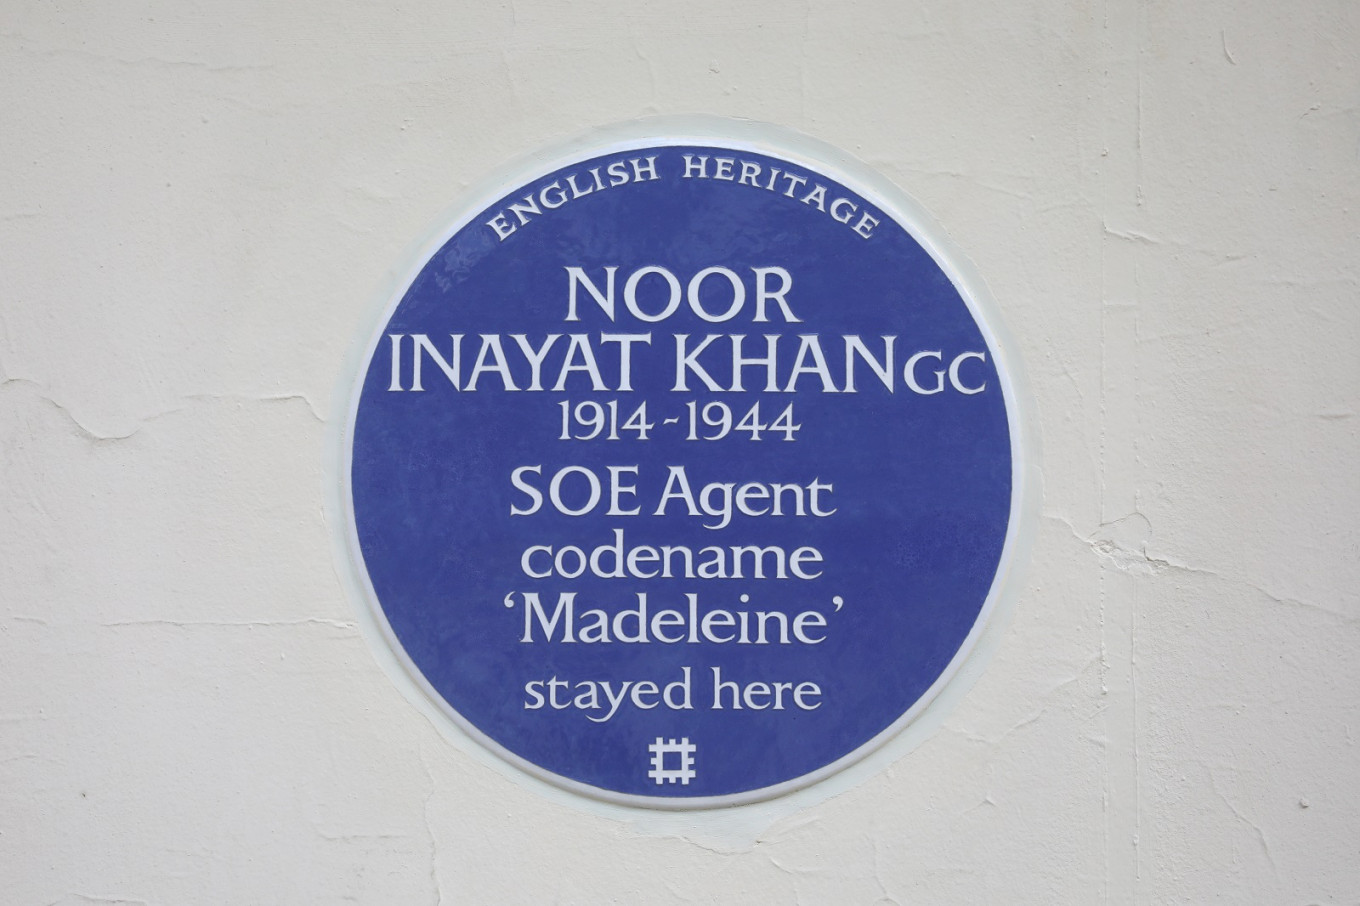 ENGLISH HERITAGE
NOOR
INAYAT KHAN GC
1914-1944
SOE Agent
codename
‘Madeleine’
stayed here